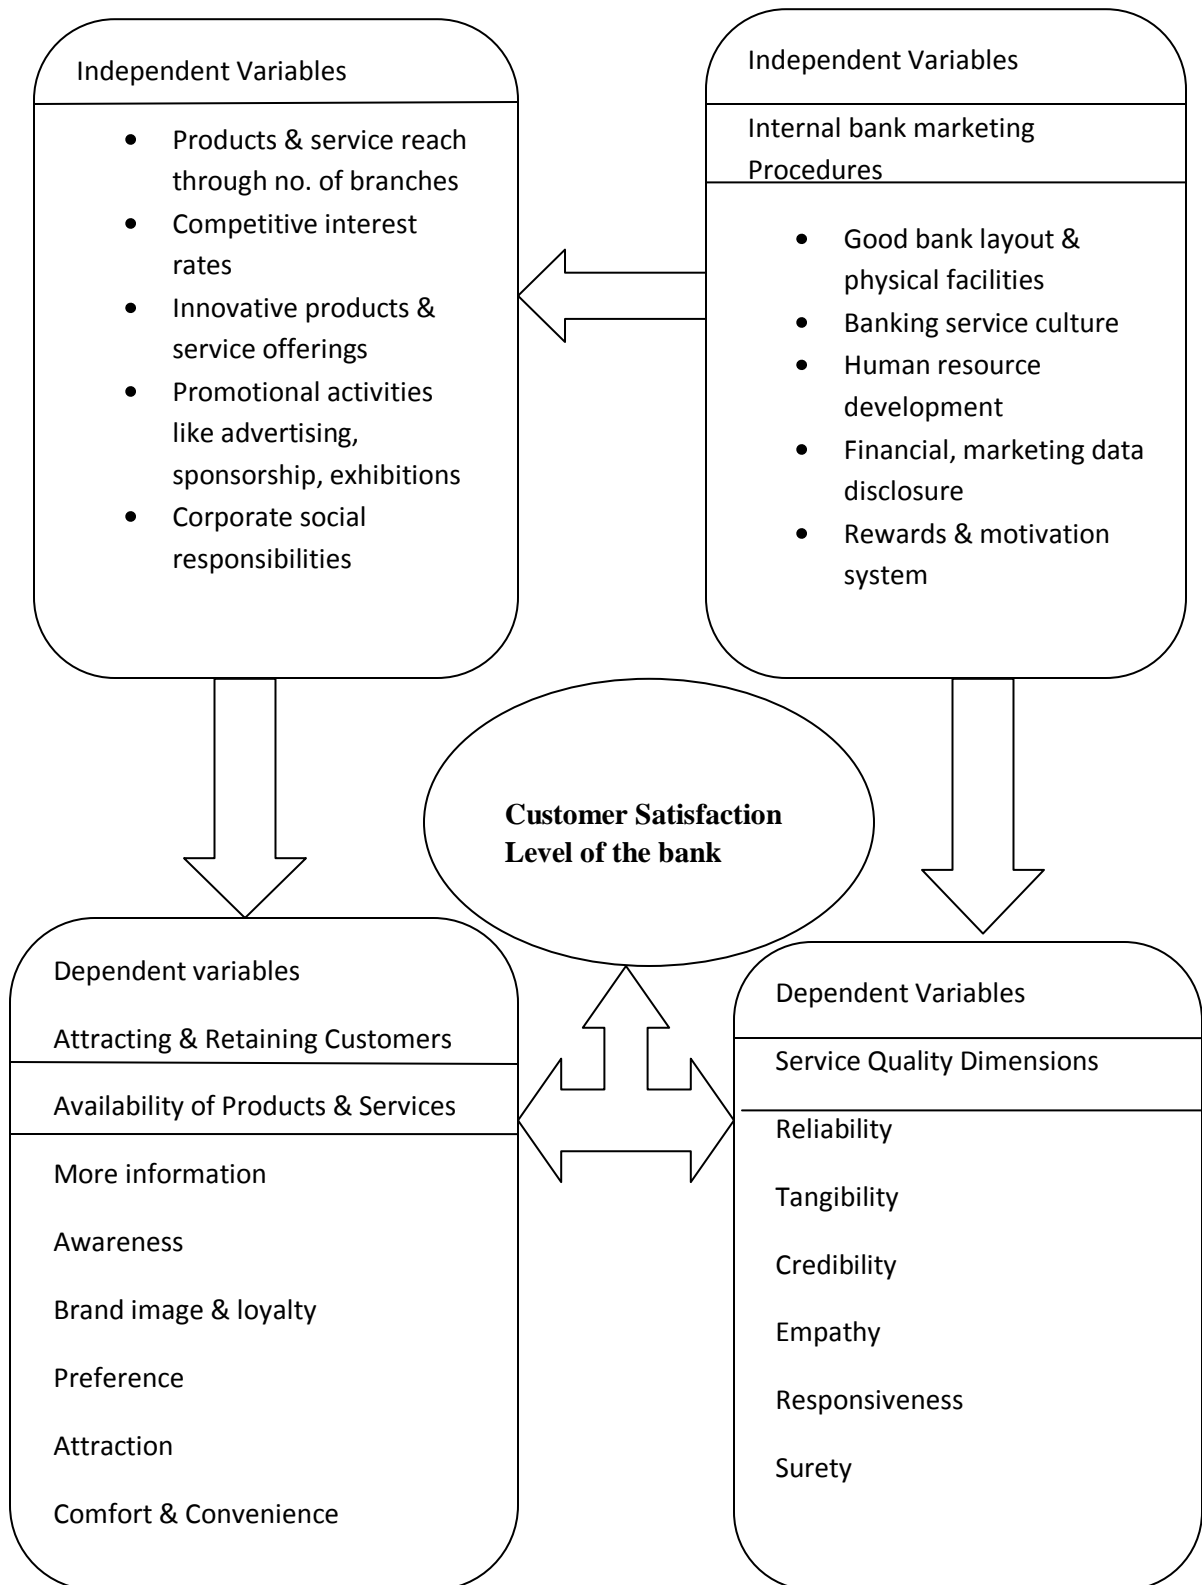 Independent Variables
Products & service reach
through no. of branches
Competitive interest
rates
Innovative products &
service offerings
Promotional activities
like advertising,
sponsorship, exhibitions
Corporate social
responsibilities
Independent Variables
Internal bank marketing
Procedures
Good bank layout &
physical facilities
Banking service culture
Human resource
development
Financial, marketing data
disclosure
Rewards & motivation
system
Customer Satisfaction
Level of the bank
Dependent variables
Attracting & Retaining Customers
Availability of Products & Services
More information
Awareness
Brand image & loyalty
Preference
Attraction
Comfort & Convenience
Dependent Variables
Service Quality Dimensions
Reliability
Tangibility
Credibility
Empathy
Responsiveness
Surety